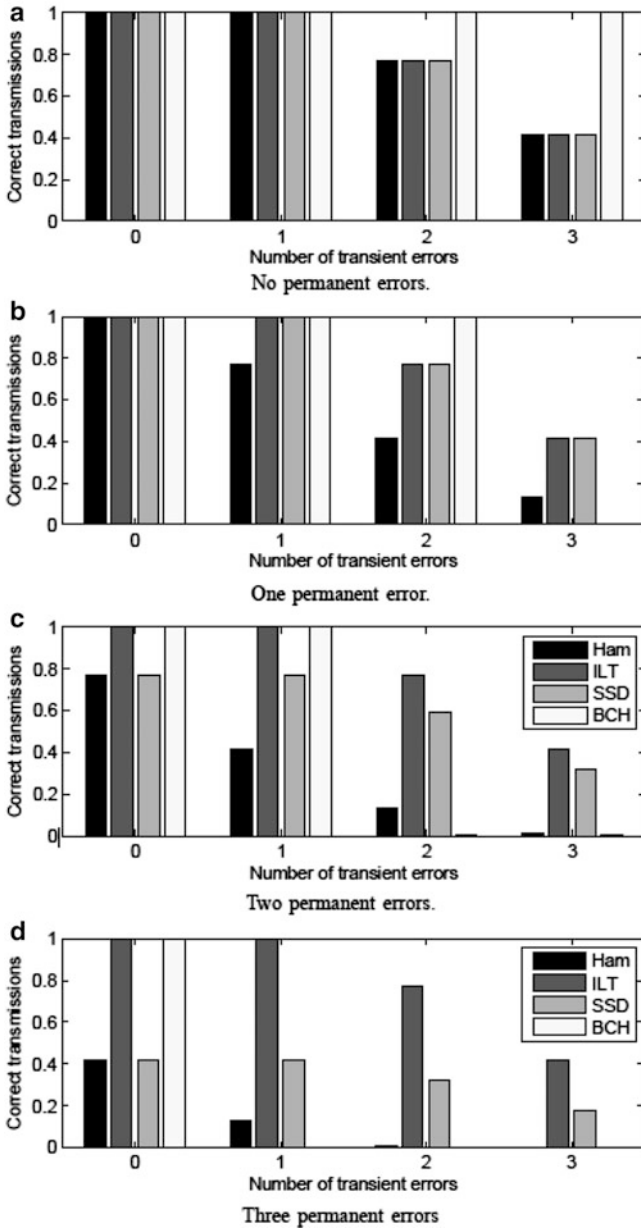 a
1
0.8
0.6
0.4
0.2
0
Correct transmissions
0 1 2 3
Number of transient errors
No permanent errors.
b
1
0.8
0.6
0.4
0.2
0
Correct transmissions
0 1 2 3
Number of transient errors
One permanent error.
c
1
0.8
0.6
0.4
0.2
0
Correct transmissions
Ham
ILT
SSD
BCH
0 1 2 3
Number of transient errors
Two permanent errors.
d
1
0.8
0.6
0.4
0.2
0
Correct transmissions
Ham
ILT
SSD
BCH
0 1 2 3
Number of transient errors
Three permanent errors